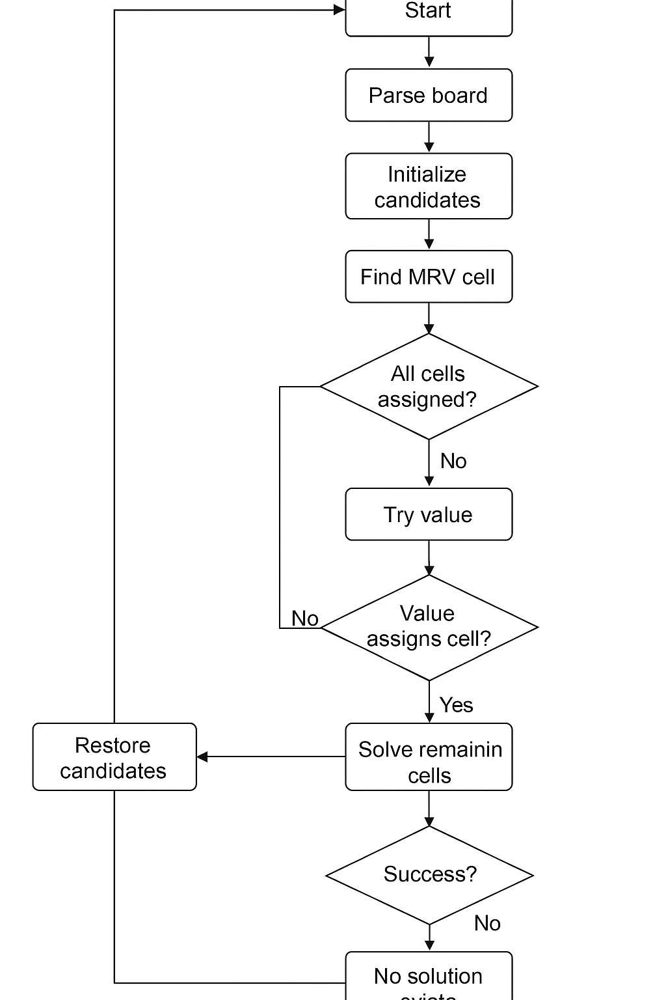 Start
Parse board
Initialize
candidates
Find MRV cell
All cells
assigned?
No
Try value
Value
assigns cell?
No
Yes
Solve remainin
cells
Restore
candidates
Success?
No
No solution
exists